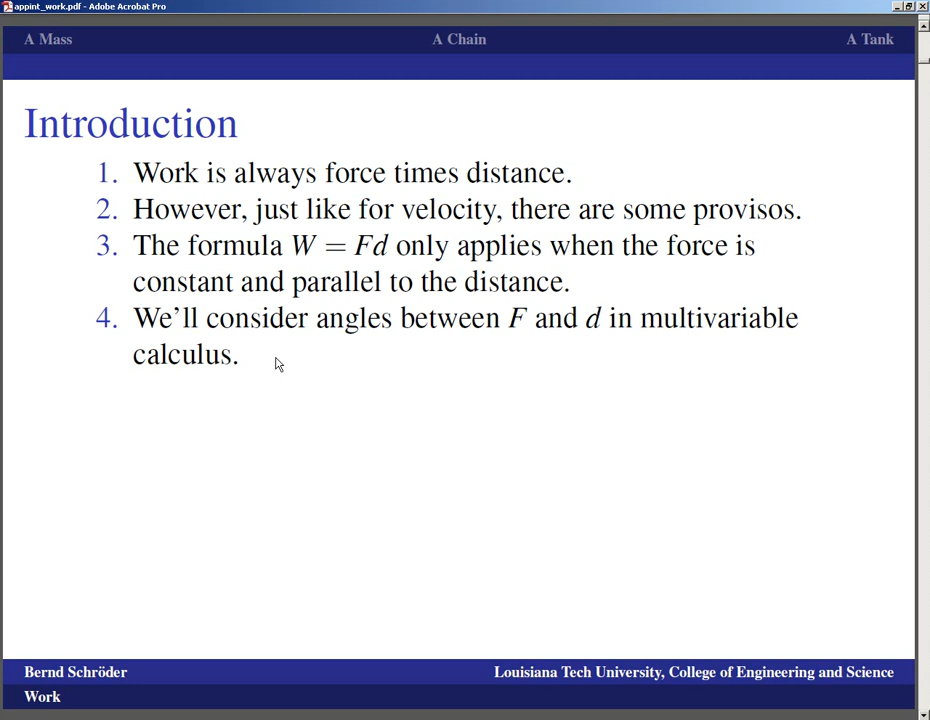 appint_work.pdf - Adobe Acrobat Pro
A Mass A Chain A Tank
Introduction
1. Work is always force times distance.
2. However, just like for velocity, there are some provisos.
3. The formula W = Fd only applies when the force is
constant and parallel to the distance.
4. We'll consider angles between F and d in multivariable
calculus.
Bernd Schröder Louisiana Tech University, College of Engineering and Science
Work